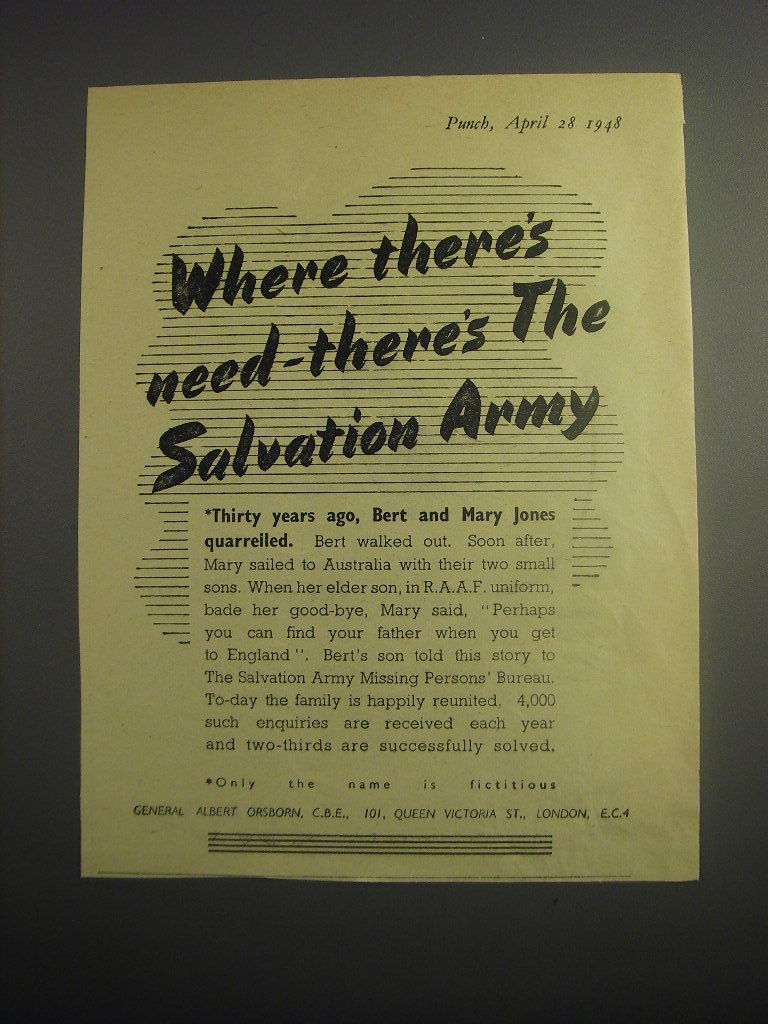 Punch, April 28 1948
Where there's
need-there's The
Salvation Army
*Thirty years ago, Bert and Mary Jones
quarrelled. Bert walked out. Soon after,
Mary sailed to Australia with their two small
sons. When her elder son, in R.A.A.F. uniform,
bade her good-bye, Mary said, "Perhaps
you can find your father when you get
to England". Bert's son told this story to
The Salvation Army Missing Persons' Bureau.
To-day the family is happily reunited. 4,000
such enquiries are received each year
and two-thirds are successfully solved.
*Only the name is fictitious
GENERAL ALBERT ORSBORN, C.B.E., 101, QUEEN VICTORIA ST., LONDON, E.C.4